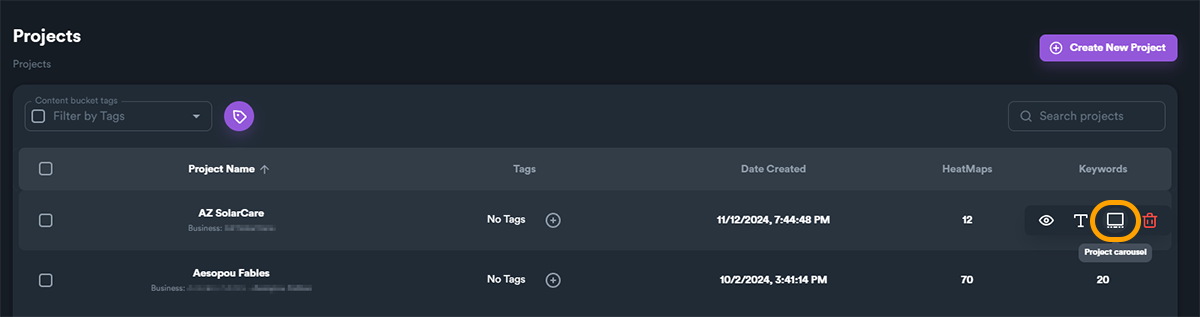 Projects
Create New Project
Projects
Content bucket tags
Filter by Tags
Search projects
Project Name Tags Date Created HeatMaps Keywords
AZ SolarCare No Tags 11/12/2024, 7:44:48 PM 12
Business:
Project carousel
Aesopou Fables No Tags 10/2/2024, 3:41:14 PM 70 20
Business: